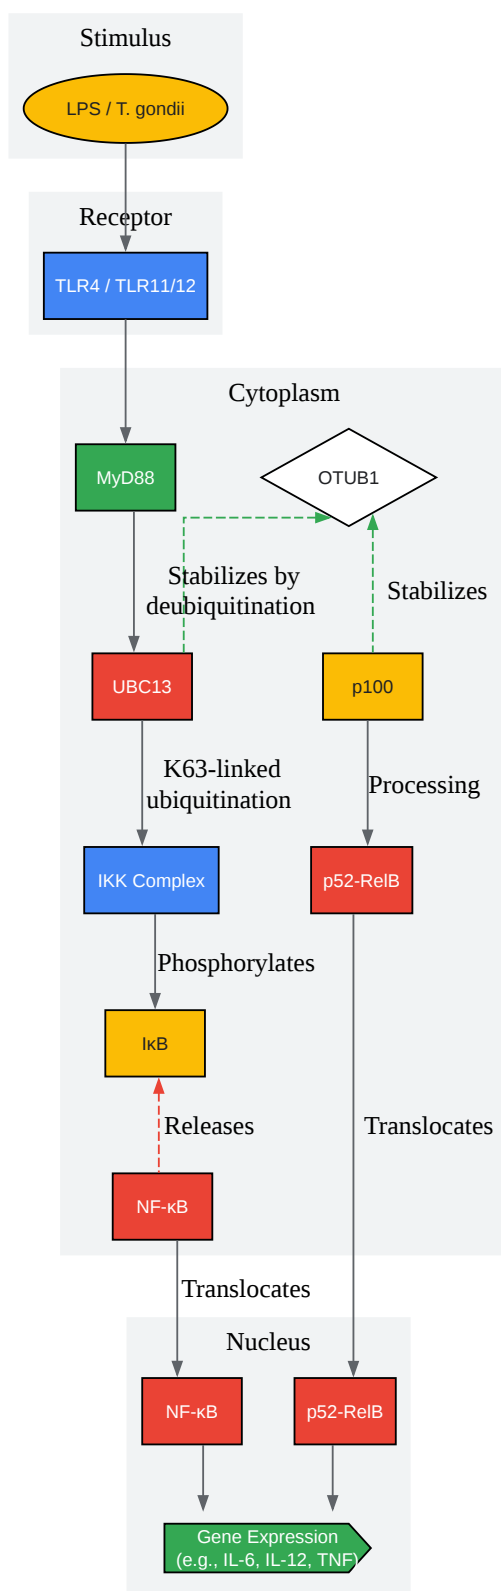 Stimulus
LPS / T. gondii
Receptor
TLR4 / TLR11/12
Cytoplasm
MyD88
OTUB1
Stabilizes by
deubiquitination
Stabilizes
UBC13
p100
K63-linked
ubiquitination
Processing
IKK Complex
p52-RelB
Phosphorylates
IκB
Releases
Translocates
NF-κB
Translocates
Nucleus
NF-κB
p52-RelB
Gene Expression
(e.g., IL-6, IL-12, TNF)